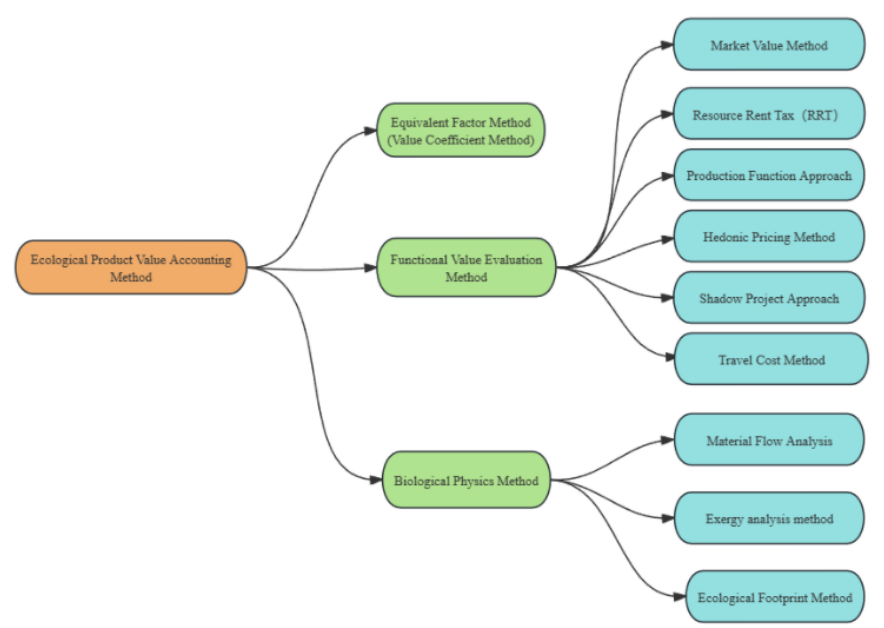 Ecological Product Value Accounting
Method
Equivalent Factor Method
(Value Coefficient Method)
Functional Value Evaluation
Method
Biological Physics Method
Market Value Method
Resource Rent Tax（RRT）
Production Function Approach
Hedonic Pricing Method
Shadow Project Approach
Travel Cost Method
Material Flow Analysis
Exergy analysis method
Ecological Footprint Method